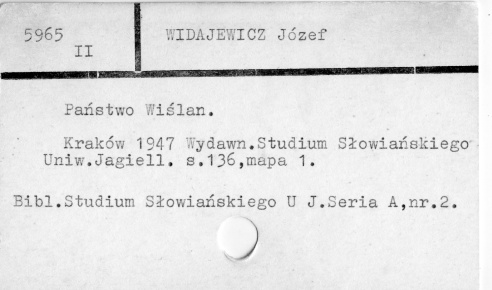 5965
II
WIDAJEWICZ Józef
Państwo Wiślan.
Kraków 1947 Wydawn.Studium Słowiańskiego
Uniw.Jagiell. s.136,mapa 1.
Bibl.Studium Słowiańskiego U J.Seria A,nr.2.